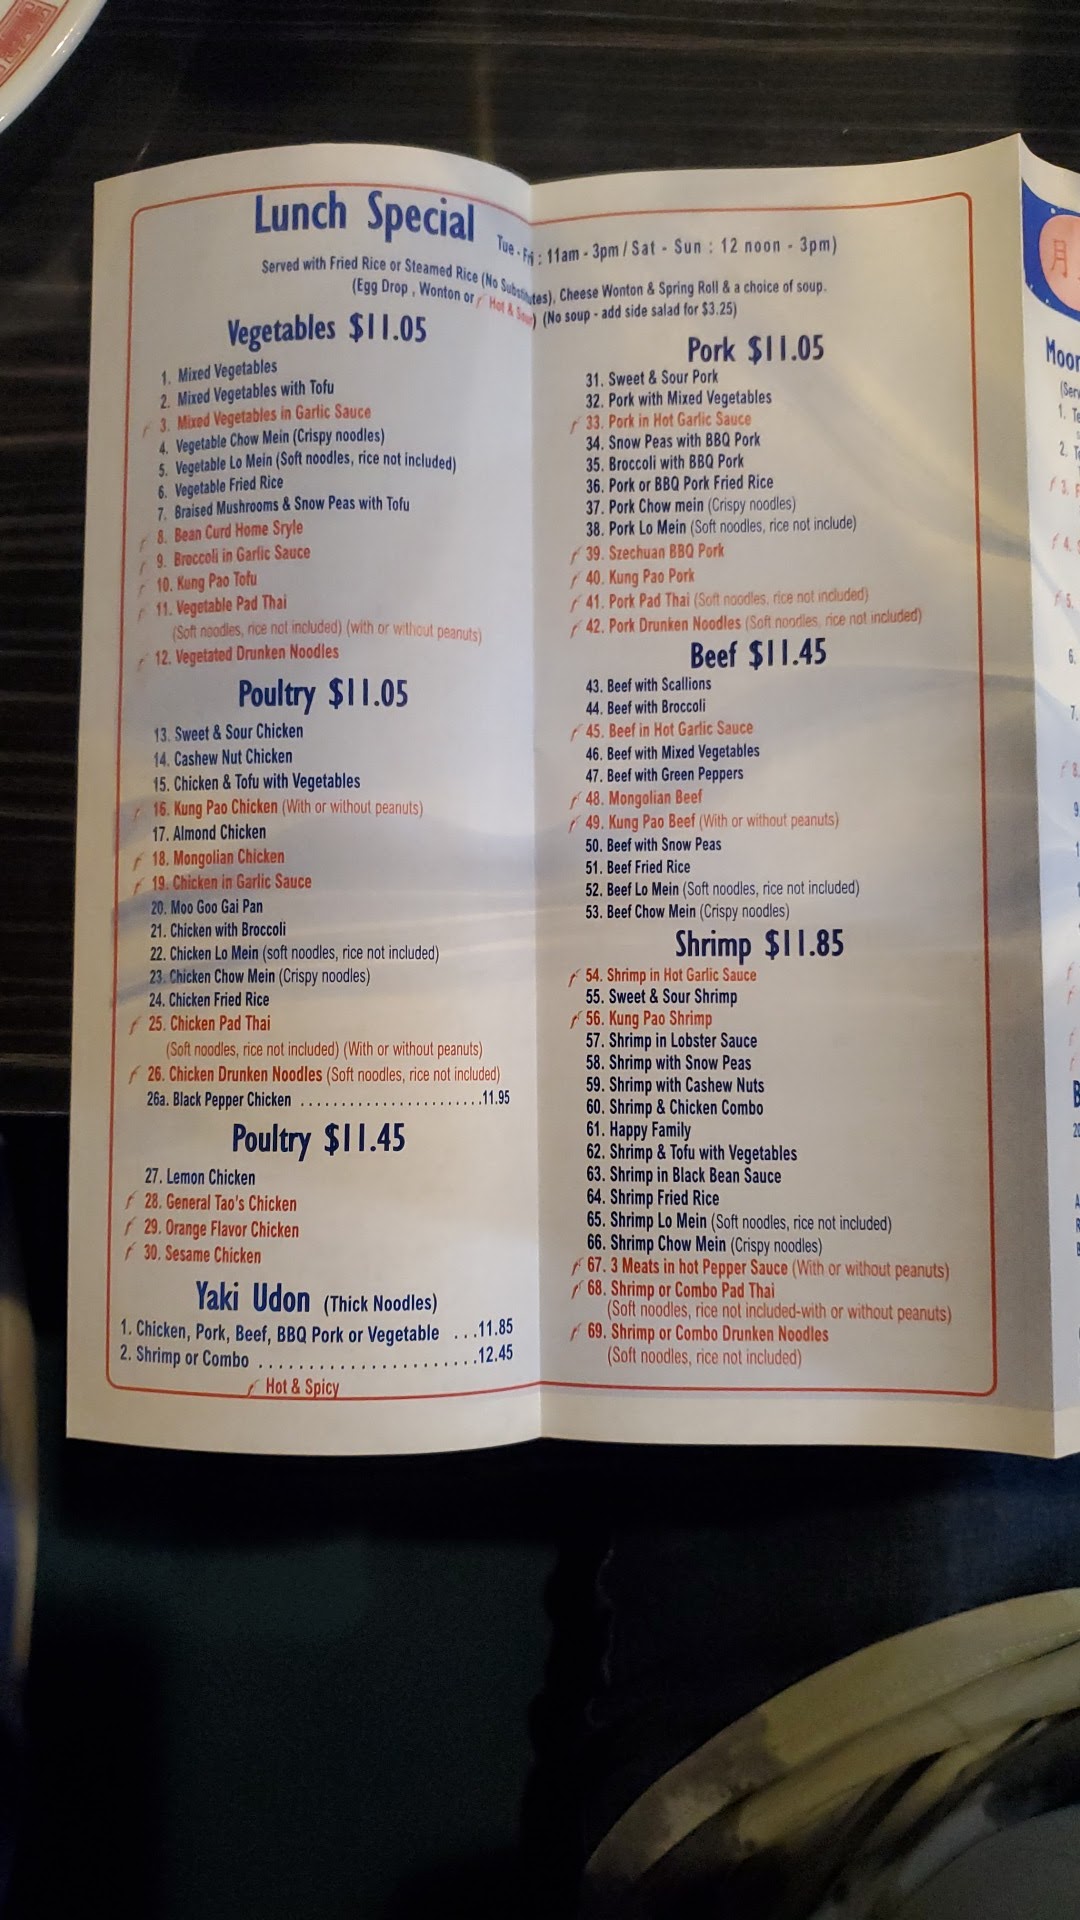 Lunch Special Tue - Fri : 11am - 3pm / Sat - Sun : 12 noon - 3pm)
Served with Fried Rice or Steamed Rice (No Substitutes), Cheese Wonton & Spring Roll & a choice of soup.
(Egg Drop , Wonton or Hot & Sour) (No soup - add side salad for $3.25)
Vegetables $11.05
1. Mixed Vegetables
2. Mixed Vegetables with Tofu
3. Mixed Vegetables in Garlic Sauce
4. Vegetable Chow Mein (Crispy noodles)
5. Vegetable Lo Mein (Soft noodles, rice not included)
6. Vegetable Fried Rice
7. Braised Mushrooms & Snow Peas with Tofu
8. Bean Curd Home Sryle
9. Broccoli in Garlic Sauce
10. Kung Pao Tofu
11. Vegetable Pad Thai
(Soft noodles, rice not included) (with or without peanuts)
12. Vegetated Drunken Noodles
Poultry $11.05
13. Sweet & Sour Chicken
14. Cashew Nut Chicken
15. Chicken & Tofu with Vegetables
16. Kung Pao Chicken (With or without peanuts)
17. Almond Chicken
18. Mongolian Chicken
19. Chicken in Garlic Sauce
20. Moo Goo Gai Pan
21. Chicken with Broccoli
22. Chicken Lo Mein (soft noodles, rice not included)
23. Chicken Chow Mein (Crispy noodles)
24. Chicken Fried Rice
25. Chicken Pad Thai
(Soft noodles, rice not included) (With or without peanuts)
26. Chicken Drunken Noodles (Soft noodles, rice not included)
26a. Black Pepper Chicken ......................11.95
Poultry $11.45
27. Lemon Chicken
28. General Tao's Chicken
29. Orange Flavor Chicken
30. Sesame Chicken
Yaki Udon (Thick Noodles)
1. Chicken, Pork, Beef, BBQ Pork or Vegetable ...11.85
2. Shrimp or Combo .....................12.45
Hot & Spicy
Pork $11.05
31. Sweet & Sour Pork
32. Pork with Mixed Vegetables
33. Pork in Hot Garlic Sauce
34. Snow Peas with BBQ Pork
35. Broccoli with BBQ Pork
36. Pork or BBQ Pork Fried Rice
37. Pork Chow mein (Crispy noodles)
38. Pork Lo Mein (Soft noodles, rice not include)
39. Szechuan BBQ Pork
40. Kung Pao Pork
41. Pork Pad Thai (Soft noodles, rice not included)
42. Pork Drunken Noodles (Soft noodles, rice not included)
Beef $11.45
43. Beef with Scallions
44. Beef with Broccoli
45. Beef in Hot Garlic Sauce
46. Beef with Mixed Vegetables
47. Beef with Green Peppers
48. Mongolian Beef
49. Kung Pao Beef (With or without peanuts)
50. Beef with Snow Peas
51. Beef Fried Rice
52. Beef Lo Mein (Soft noodles, rice not included)
53. Beef Chow Mein (Crispy noodles)
Shrimp $11.85
54. Shrimp in Hot Garlic Sauce
55. Sweet & Sour Shrimp
56. Kung Pao Shrimp
57. Shrimp in Lobster Sauce
58. Shrimp with Snow Peas
59. Shrimp with Cashew Nuts
60. Shrimp & Chicken Combo
61. Happy Family
62. Shrimp & Tofu with Vegetables
63. Shrimp in Black Bean Sauce
64. Shrimp Fried Rice
65. Shrimp Lo Mein (Soft noodles, rice not included)
66. Shrimp Chow Mein (Crispy noodles)
67. 3 Meats in hot Pepper Sauce (With or without peanuts)
68. Shrimp or Combo Pad Thai
(Soft noodles, rice not included-with or without peanuts)
69. Shrimp or Combo Drunken Noodles
(Soft noodles, rice not included)
月
1.
2.
3.
4.
5.
6.
7.